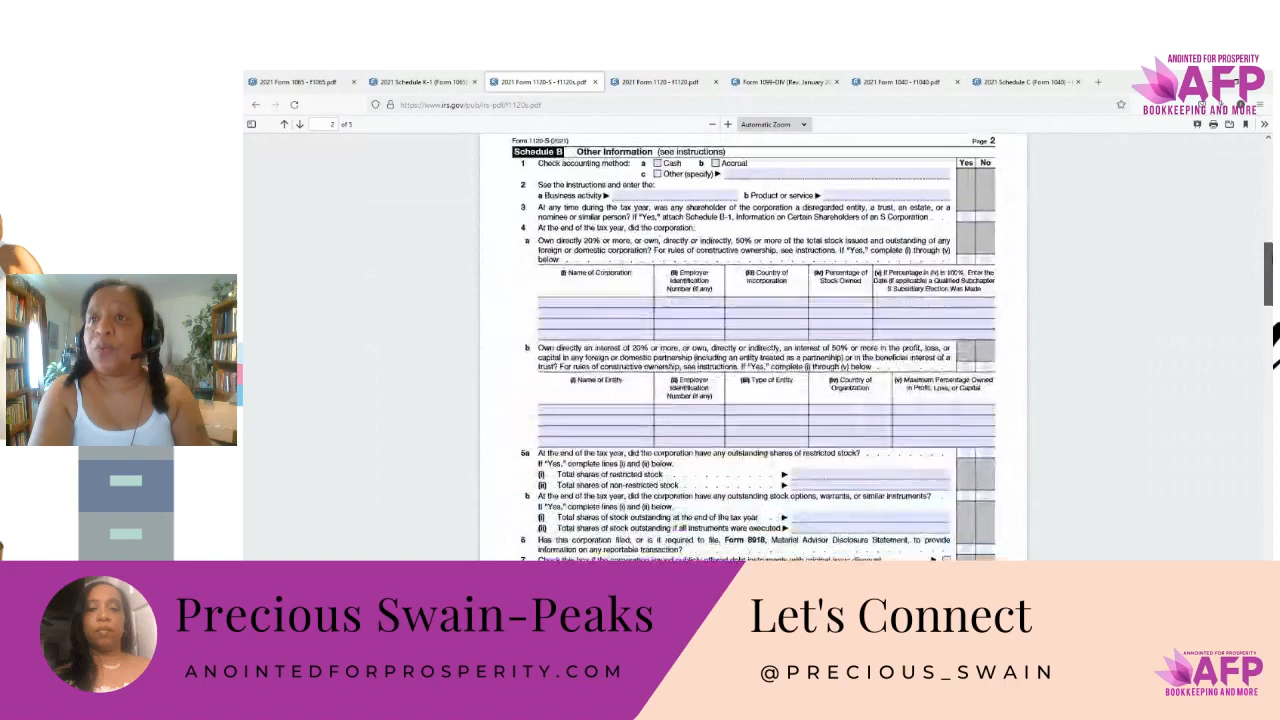 ANOINTED FOR PROSPERITY
AFP
BOOKKEEPING AND MORE
2021 Form 1065 - f1065.pdf
2021 Schedule K-1 (Form 1065)
2021 Form 1120-S - f1120s.pdf
2021 Form 1120 - f1120.pdf
Form 1099-DIV (Rev. January 20
2021 Form 1040 - f1040.pdf
2021 Schedule C (Form 1040) -
https://www.irs.gov/pub/irs-pdf/f1120s.pdf
2 of 5
Automatic Zoom
Form 1120-S (2021)
Page 2
Schedule B Other Information (see instructions)
Yes No
1 Check accounting method: a Cash b Accrual
c Other (specify)
2 See the instructions and enter the:
a Business activity b Product or service
3 At any time during the tax year, was any shareholder of the corporation a disregarded entity, a trust, an estate, or a
nominee or similar person? If "Yes," attach Schedule B-1, Information on Certain Shareholders of an S Corporation .
4 At the end of the tax year, did the corporation:
a Own directly 20% or more, or own, directly or indirectly, 50% or more of the total stock issued and outstanding of any
foreign or domestic corporation? For rules of constructive ownership, see instructions. If "Yes," complete (i) through (v)
below
(i) Name of Corporation
(ii) Employer
Identification
Number (if any)
(iii) Country of
Incorporation
(iv) Percentage of
Stock Owned
(v) If Percentage in (iv) Is 100%, Enter the
Date (if applicable) a Qualified Subchapter
S Subsidiary Election Was Made
b Own directly an interest of 20% or more, or own, directly or indirectly, an interest of 50% or more in the profit, loss, or
capital in any foreign or domestic partnership (including an entity treated as a partnership) or in the beneficial interest of a
trust? For rules of constructive ownership, see instructions. If "Yes," complete (i) through (v) below
(i) Name of Entity
(ii) Employer
Identification
Number (if any)
(iii) Type of Entity
(iv) Country of
Organization
(v) Maximum Percentage Owned
in Profit, Loss, or Capital
5a At the end of the tax year, did the corporation have any outstanding shares of restricted stock?
If "Yes," complete lines (i) and (ii) below.
(i) Total shares of restricted stock
(ii) Total shares of non-restricted stock
b At the end of the tax year, did the corporation have any outstanding stock options, warrants, or similar instruments?
If "Yes," complete lines (i) and (ii) below.
(i) Total shares of stock outstanding at the end of the tax year
(ii) Total shares of stock outstanding if all instruments were executed
6 Has this corporation filed, or is it required to file, Form 8918, Material Advisor Disclosure Statement, to provide
information on any reportable transaction?
7 Check this box if the corporation issued publicly offered debt instruments with original issue discount
Precious Swain-Peaks
ANOINTEDFORPROSPERITY.COM
Let's Connect
@PRECIOUS_SWAIN
ANNOINTED FOR PROSPERITY
AFP
BOOKKEEPING AND MORE